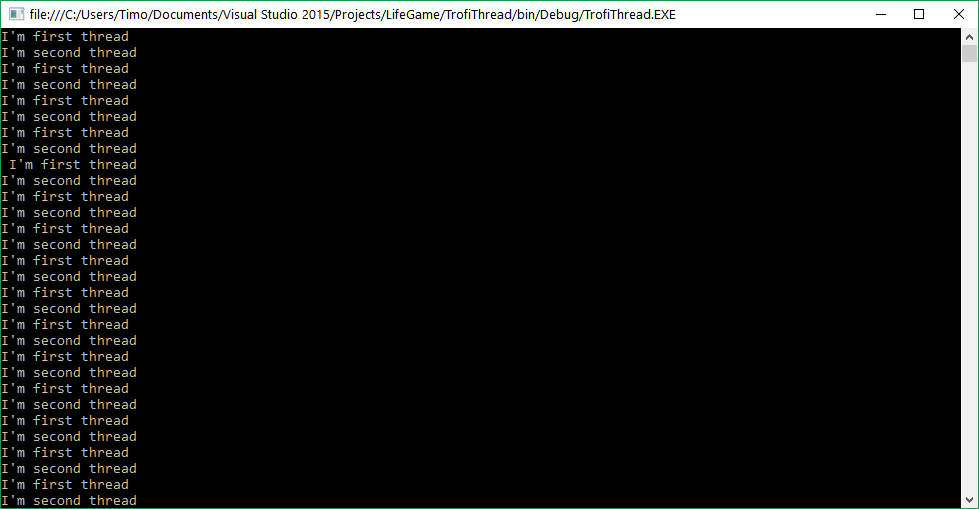 file:///C:/Users/Timo/Documents/Visual Studio 2015/Projects/LifeGame/TrofiThread/bin/Debug/TrofiThread.EXE
I'm first thread
I'm second thread
I'm first thread
I'm second thread
I'm first thread
I'm second thread
I'm first thread
I'm second thread
 I'm first thread
I'm second thread
I'm first thread
I'm second thread
I'm first thread
I'm second thread
I'm first thread
I'm second thread
I'm first thread
I'm second thread
I'm first thread
I'm second thread
I'm first thread
I'm second thread
I'm first thread
I'm second thread
I'm first thread
I'm second thread
I'm first thread
I'm second thread
I'm first thread
I'm second thread